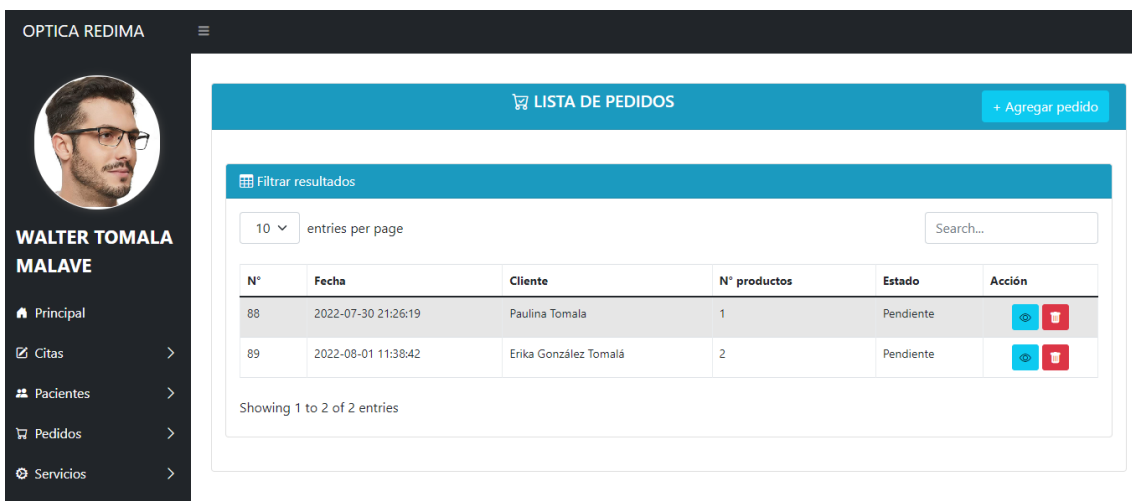 OPTICA REDIMA
LISTA DE PEDIDOS
+ Agregar pedido
Filtrar resultados
10 entries per page
Search...
WALTER TOMALA
MALAVE
N° Fecha Cliente N° productos Estado Acción
88 2022-07-30 21:26:19 Paulina Tomala 1 Pendiente
89 2022-08-01 11:38:42 Erika González Tomalá 2 Pendiente
Showing 1 to 2 of 2 entries
Principal
Citas
Pacientes
Pedidos
Servicios